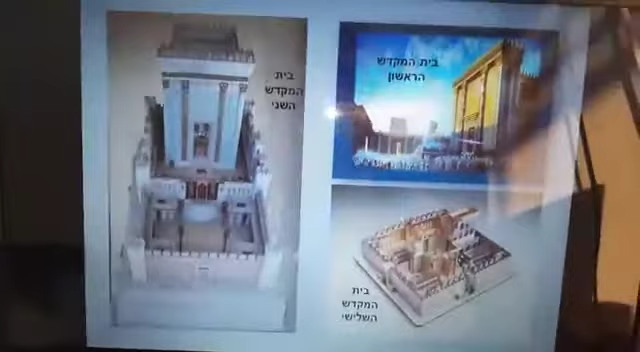 בית המקדש
הראשון
בית
המקדש
השני
בית
המקדש
השלישי